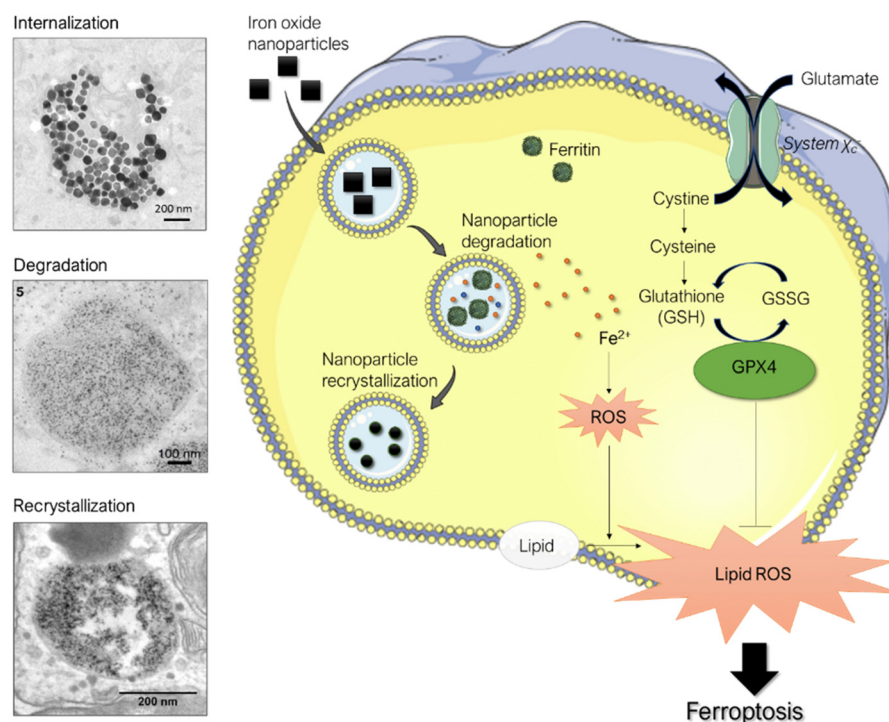 Internalization
200 nm
Degradation
5
100 nm
Recrystallization
200 nm
Iron oxide
nanoparticles
Ferritin
Nanoparticle
degradation
Nanoparticle
recrystallization
Fe²⁺
ROS
Lipid
Glutamate
System χc
Cystine
Cysteine
Glutathione
(GSH)
GSSG
GPX4
Lipid ROS
Ferroptosis